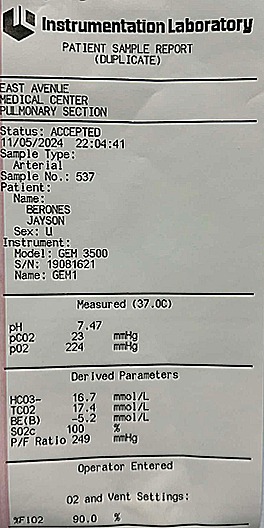 Instrumentation Laboratory
PATIENT SAMPLE REPORT
(DUPLICATE)
EAST AVENUE
MEDICAL CENTER
PULMONARY SECTION
Status: ACCEPTED
11/05/2024 22:04:41
Sample Type:
Arterial
Sample No.: 537
Patient:
Name:
BERONES
JAYSON
Sex: U
Instrument:
Model: GEM 3500
S/N: 19081621
Name: GEM1
Measured (37.0C)
pH 7.47
pCO2 23 mmHg
pO2 224 mmHg
Derived Parameters
HCO3- 16.7 mmol/L
TCO2 17.4 mmol/L
BE(B) -5.2 mmol/L
SO2c 100 %
P/F Ratio 249 mmHg
Operator Entered
O2 and Vent Settings:
%FIO2 90.0 %